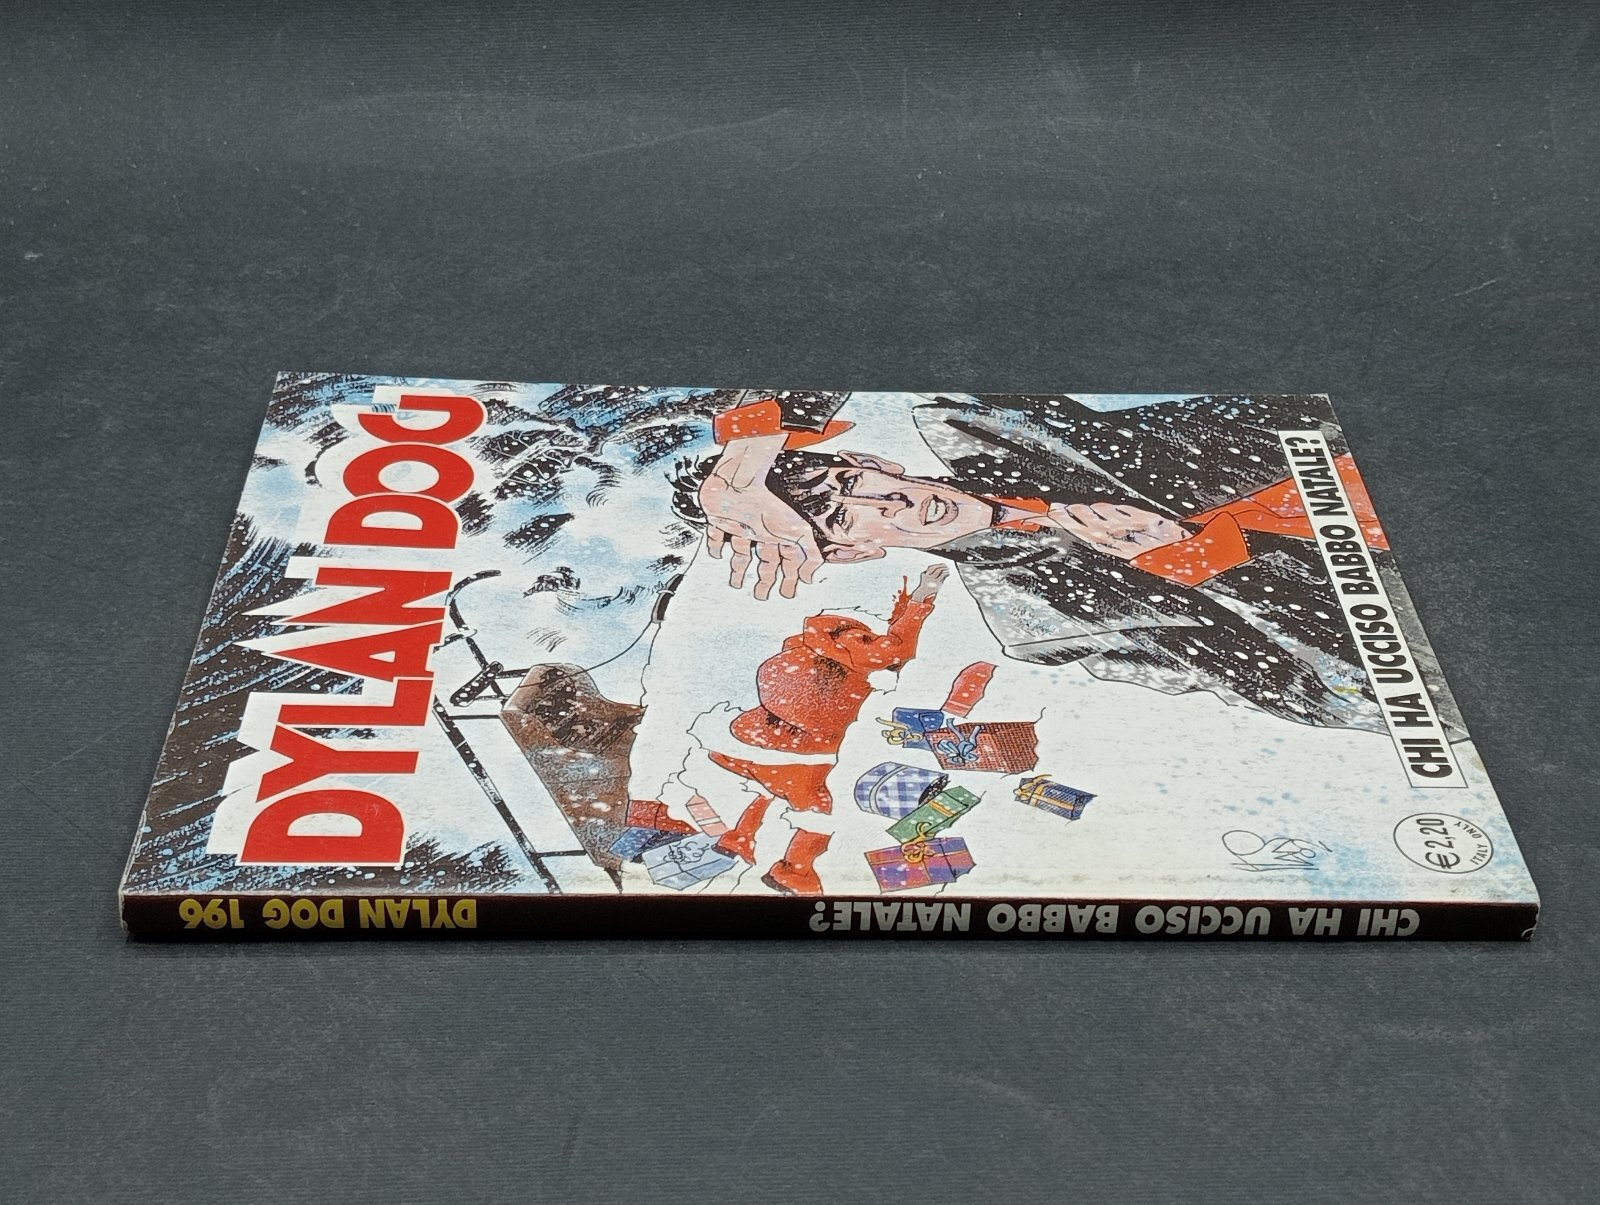 DYLAN DOG
CHI HA UCCISO BABBO NATALE?
€ 2,20
ITALY ONLY
DYLAN DOG 196
CHI HA UCCISO BABBO NATALE?